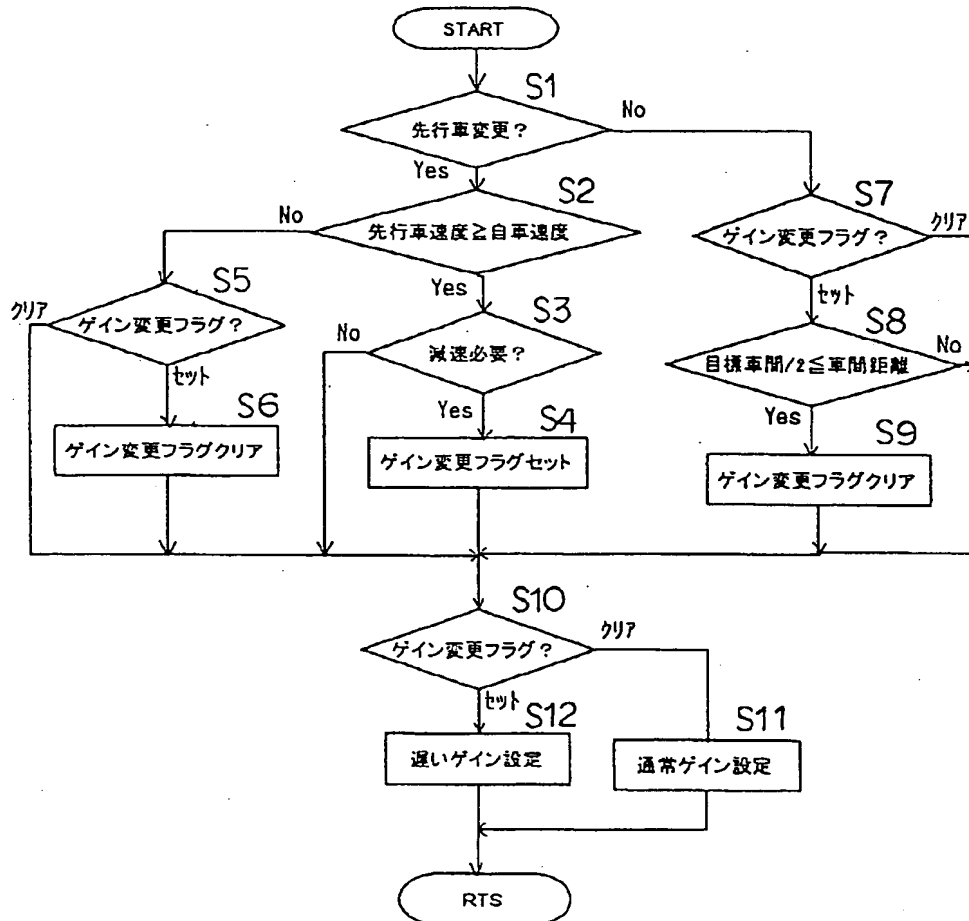 START
S1
先行車変更?
No
Yes
S2
先行車速度≧自車速度
No
Yes
S7
ゲイン変更フラグ?
クリア
セット
S5
ゲイン変更フラグ?
クリア
セット
S3
減速必要?
No
Yes
S8
目標車間/2≦車間距離
No
Yes
S6
ゲイン変更フラグクリア
S4
ゲイン変更フラグセット
S9
ゲイン変更フラグクリア
S10
ゲイン変更フラグ?
クリア
セット
S12
遅いゲイン設定
S11
通常ゲイン設定
RTS